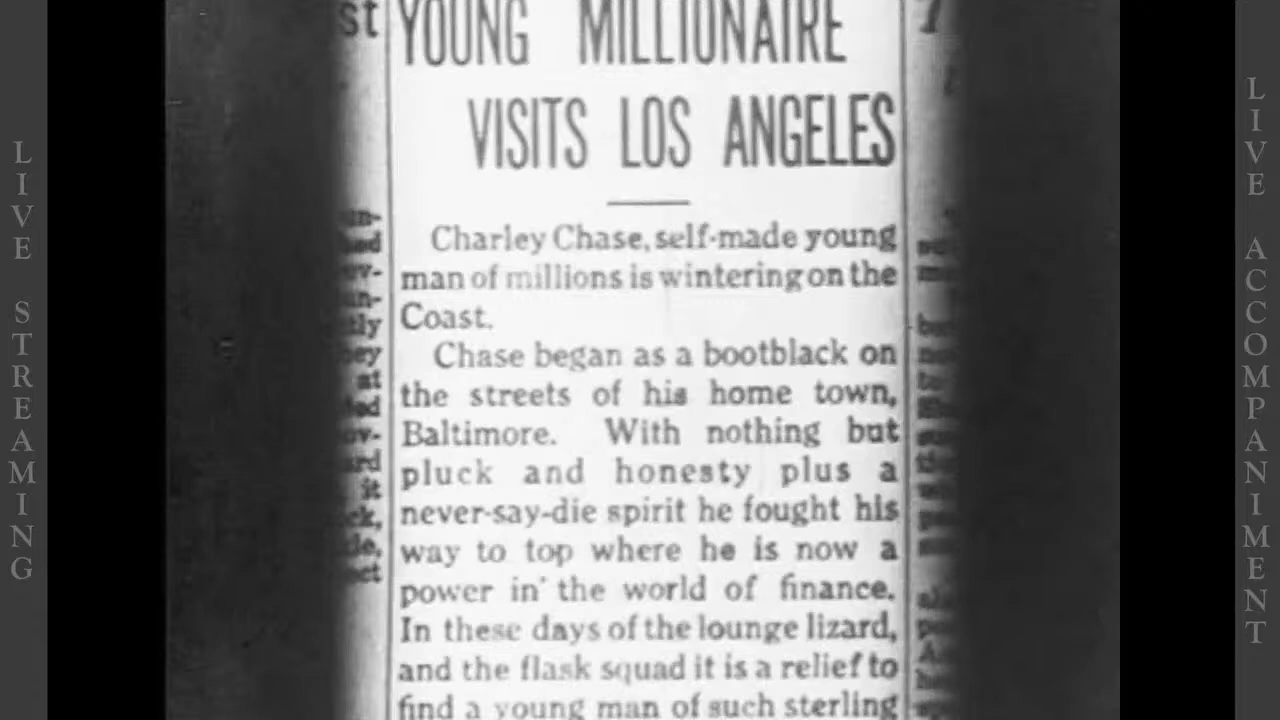 YOUNG MILLIONAIRE
VISITS LOS ANGELES
Charley Chase, self-made young
man of millions is wintering on the
Coast.
Chase began as a bootblack on
the streets of his home town,
Baltimore. With nothing but
pluck and honesty plus a
never-say-die spirit he fought his
way to top where he is now a
power in the world of finance.
In these days of the lounge lizard,
and the flask squad it is a relief to
find a young man of such sterling
LIVE STREAMING
LIVE ACCOMPANIMENT